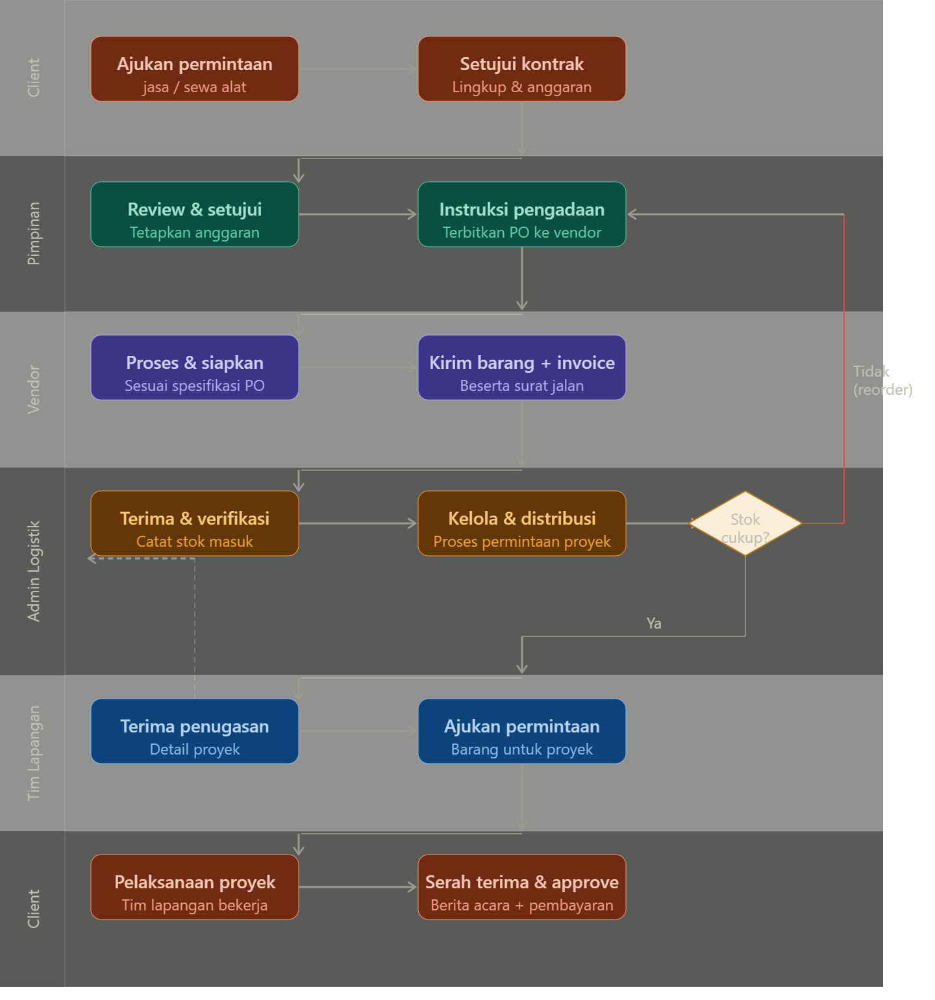 Client
Ajukan permintaan
jasa / sewa alat
Setujui kontrak
Lingkup & anggaran
Pimpinan
Review & setujui
Tetapkan anggaran
Instruksi pengadaan
Terbitkan PO ke vendor
Vendor
Proses & siapkan
Sesuai spesifikasi PO
Kirim barang + invoice
Beserta surat jalan
Tidak
(reorder)
Admin Logistik
Terima & verifikasi
Catat stok masuk
Kelola & distribusi
Proses permintaan proyek
Stok
cukup?
Ya
Tim Lapangan
Terima penugasan
Detail proyek
Ajukan permintaan
Barang untuk proyek
Client
Pelaksanaan proyek
Tim lapangan bekerja
Serah terima & approve
Berita acara + pembayaran